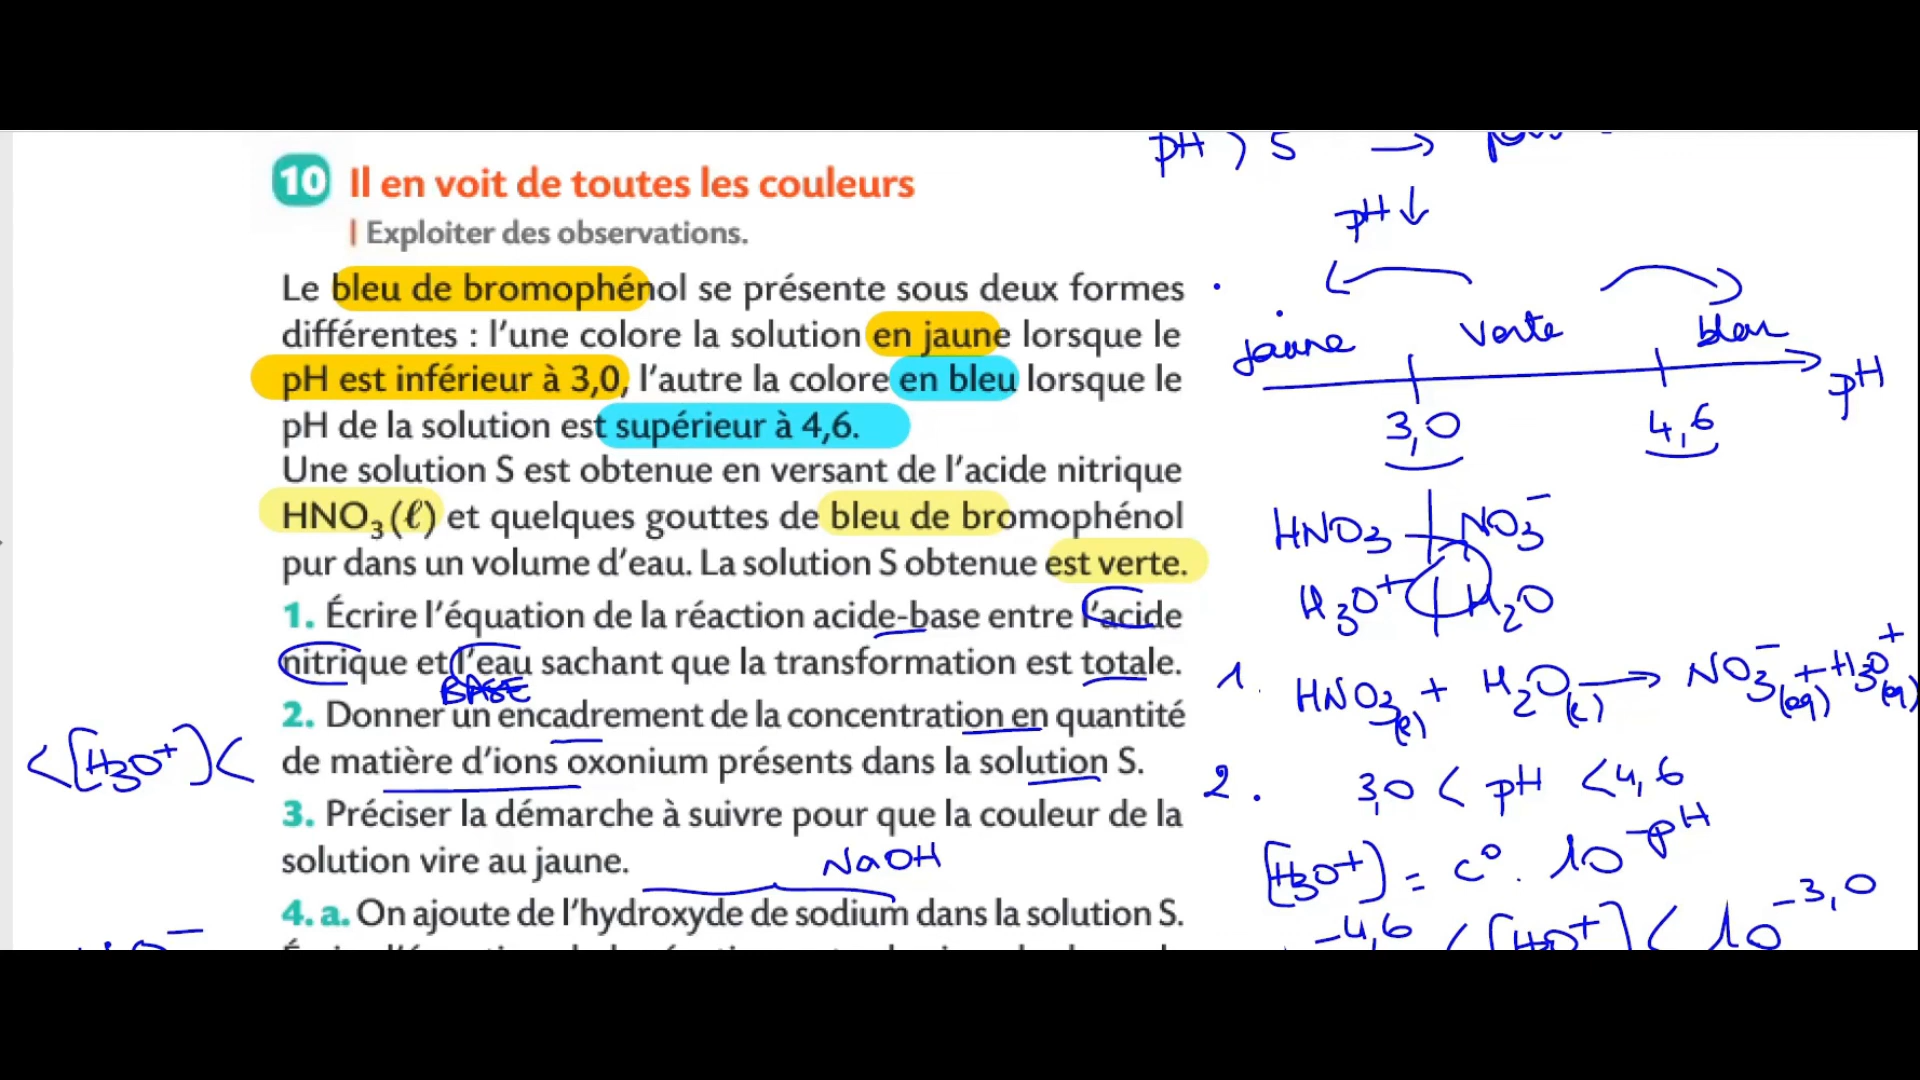 10 Il en voit de toutes les couleurs
| Exploiter des observations.
Le bleu de bromophénol se présente sous deux formes
différentes : l'une colore la solution en jaune lorsque le
pH est inférieur à 3,0, l'autre la colore en bleu lorsque le
pH de la solution est supérieur à 4,6.
Une solution S est obtenue en versant de l'acide nitrique
HNO₃(ℓ) et quelques gouttes de bleu de bromophénol
pur dans un volume d'eau. La solution S obtenue est verte.
1. Écrire l'équation de la réaction acide-base entre l'acide
nitrique et l'eau sachant que la transformation est totale.
BASE
2. Donner un encadrement de la concentration en quantité
de matière d'ions oxonium présents dans la solution S.
<[H₃O⁺]<
3. Préciser la démarche à suivre pour que la couleur de la
solution vire au jaune.
NaOH
4. a. On ajoute de l'hydroxyde de sodium dans la solution S.
pH > 5 →
pH ↓
jaune verte bleu
pH
3,0 4,6
HNO₃ | NO₃⁻
H₃O⁺ | H₂O
1. HNO₃(l) + H₂O(l) → NO₃⁻(aq) + H₃O⁺(aq)
2. 3,0 < pH < 4,6
[H₃O⁺] = c° . 10^-pH
-4,6 < [H₃O⁺] < 10^-3,0